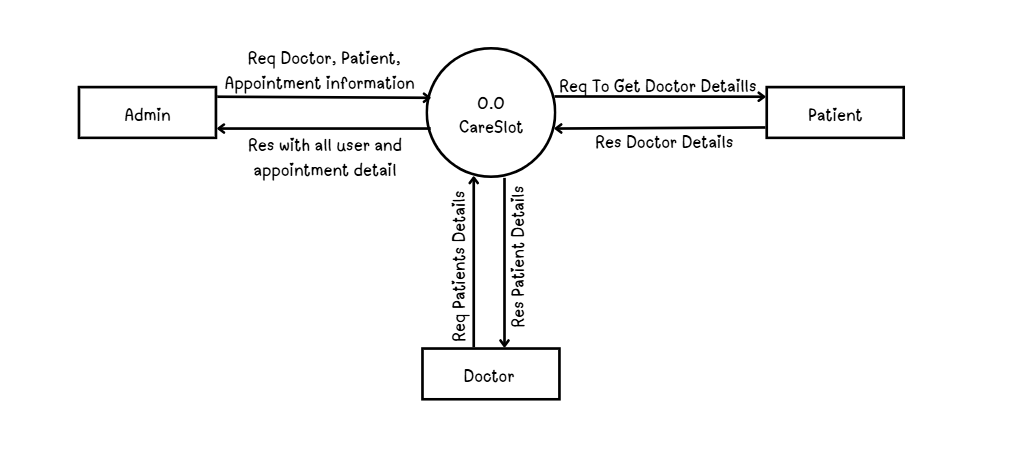 Req Doctor, Patient,
Appointment information
Admin
Res with all user and
appointment detail
0.0
CareSlot
Req To Get Doctor Detaills
Patient
Res Doctor Details
Req Patients Details
Res Patient Details
Doctor